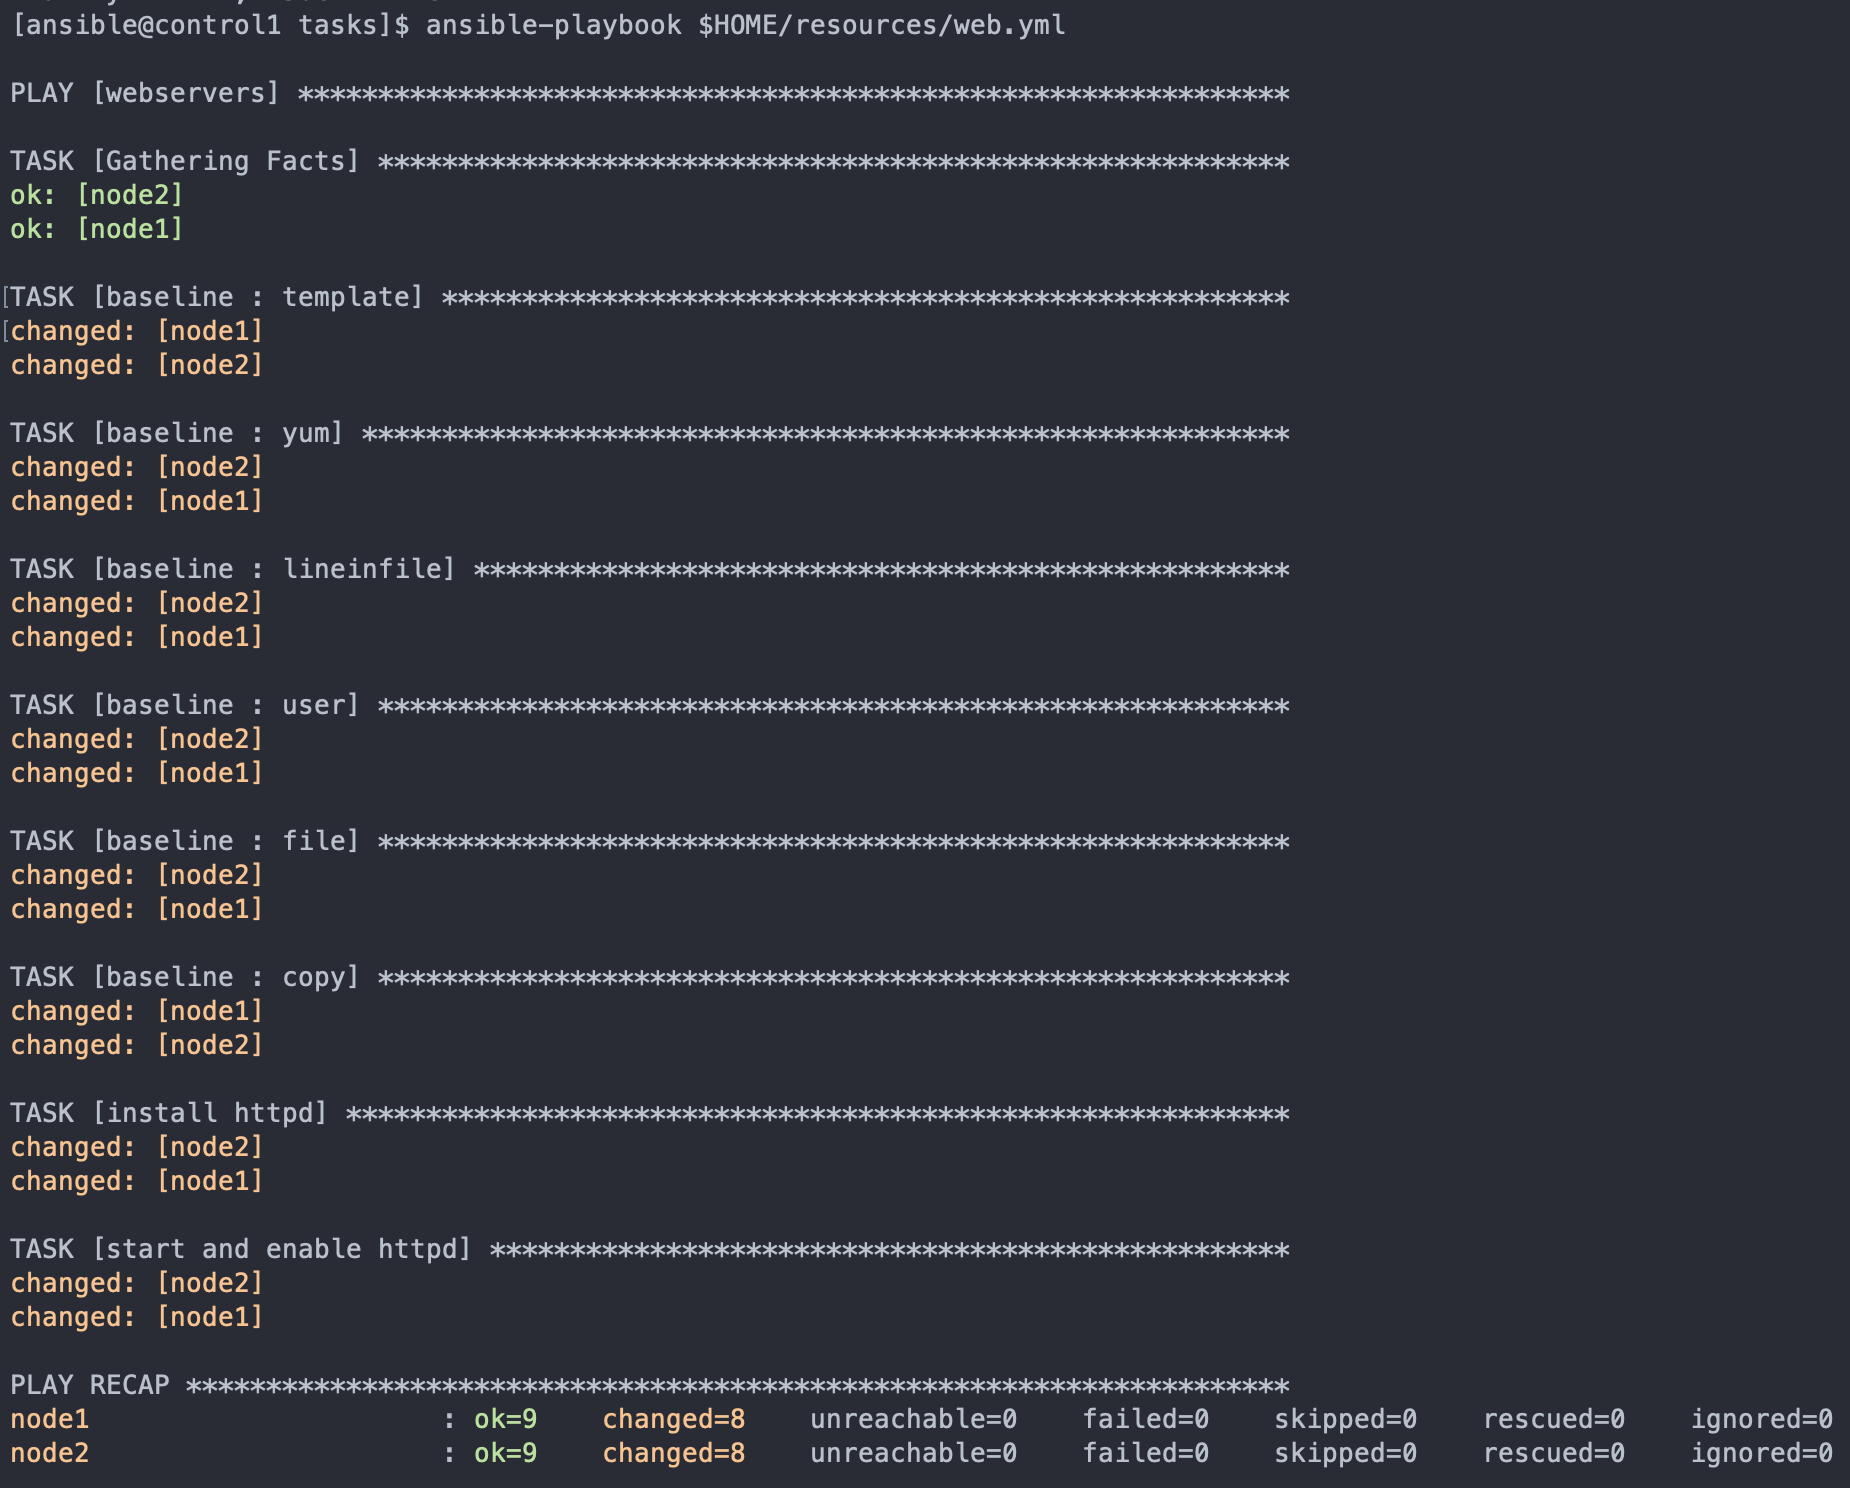 [ansible@control1 tasks]$ ansible-playbook $HOME/resources/web.yml
PLAY [webservers] **************************************************************
TASK [Gathering Facts] *********************************************************
ok: [node2]
ok: [node1]
[TASK [baseline : template] *****************************************************
[changed: [node1]
changed: [node2]
TASK [baseline : yum] **********************************************************
changed: [node2]
changed: [node1]
TASK [baseline : lineinfile] ***************************************************
changed: [node2]
changed: [node1]
TASK [baseline : user] *********************************************************
changed: [node2]
changed: [node1]
TASK [baseline : file] *********************************************************
changed: [node2]
changed: [node1]
TASK [baseline : copy] *********************************************************
changed: [node1]
changed: [node2]
TASK [install httpd] ***********************************************************
changed: [node2]
changed: [node1]
TASK [start and enable httpd] **************************************************
changed: [node2]
changed: [node1]
PLAY RECAP *********************************************************************
node1                      : ok=9    changed=8    unreachable=0    failed=0    skipped=0    rescued=0    ignored=0
node2                      : ok=9    changed=8    unreachable=0    failed=0    skipped=0    rescued=0    ignored=0